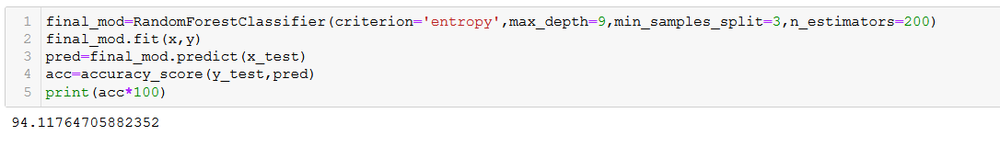 1 final_mod=RandomForestClassifier(criterion='entropy',max_depth=9,min_samples_split=3,n_estimators=200)
2 final_mod.fit(x,y)
3 pred=final_mod.predict(x_test)
4 acc=accuracy_score(y_test,pred)
5 print(acc*100)
94.11764705882352